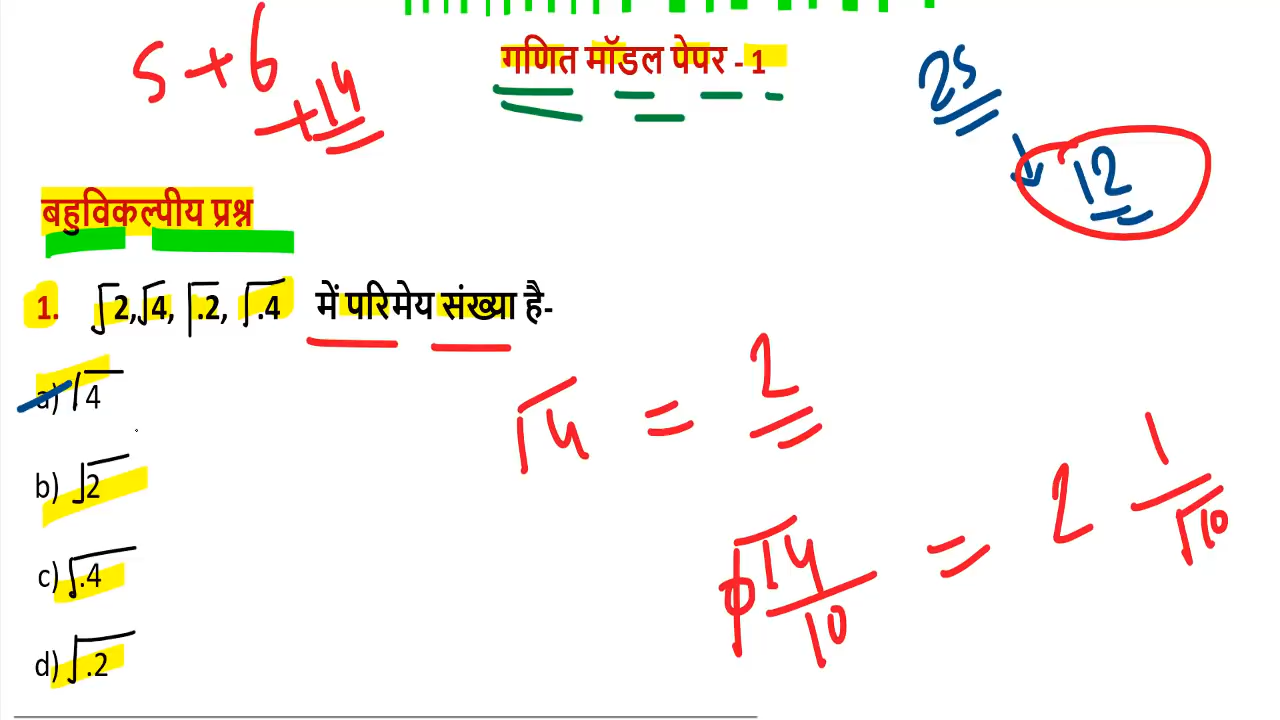 5 + 6
+ 14
गणित मॉडल पेपर - 1
25
12
बहुविकल्पीय प्रश्न
1. √2,√4, √.2, √.4 में परिमेय संख्या है-
a) √4
b) √2
c) √.4
d) √.2
√4 = 2
√14/10 = 2 1/√10